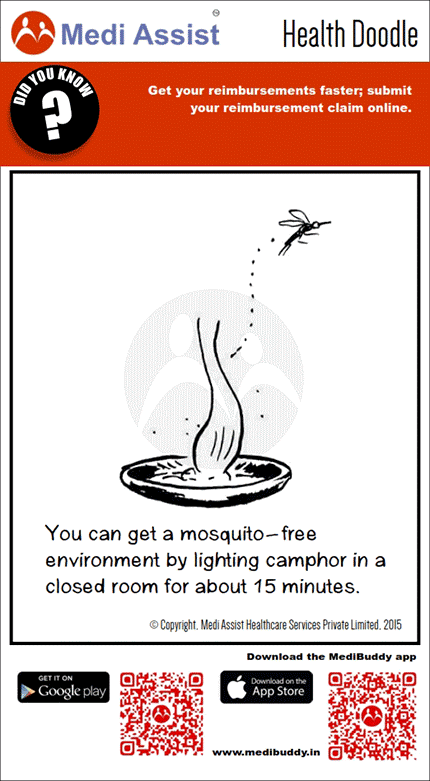 Medi Assist
Health Doodle
DID YOU KNOW
?
Get your reimbursements faster; submit
your reimbursement claim online.
You can get a mosquito-free
environment by lighting camphor in a
closed room for about 15 minutes.
© Copyright, Medi Assist Healthcare Services Private Limited, 2015
Download the MediBuddy app
GET IT ON
Google play
Download on the
App Store
www.medibuddy.in